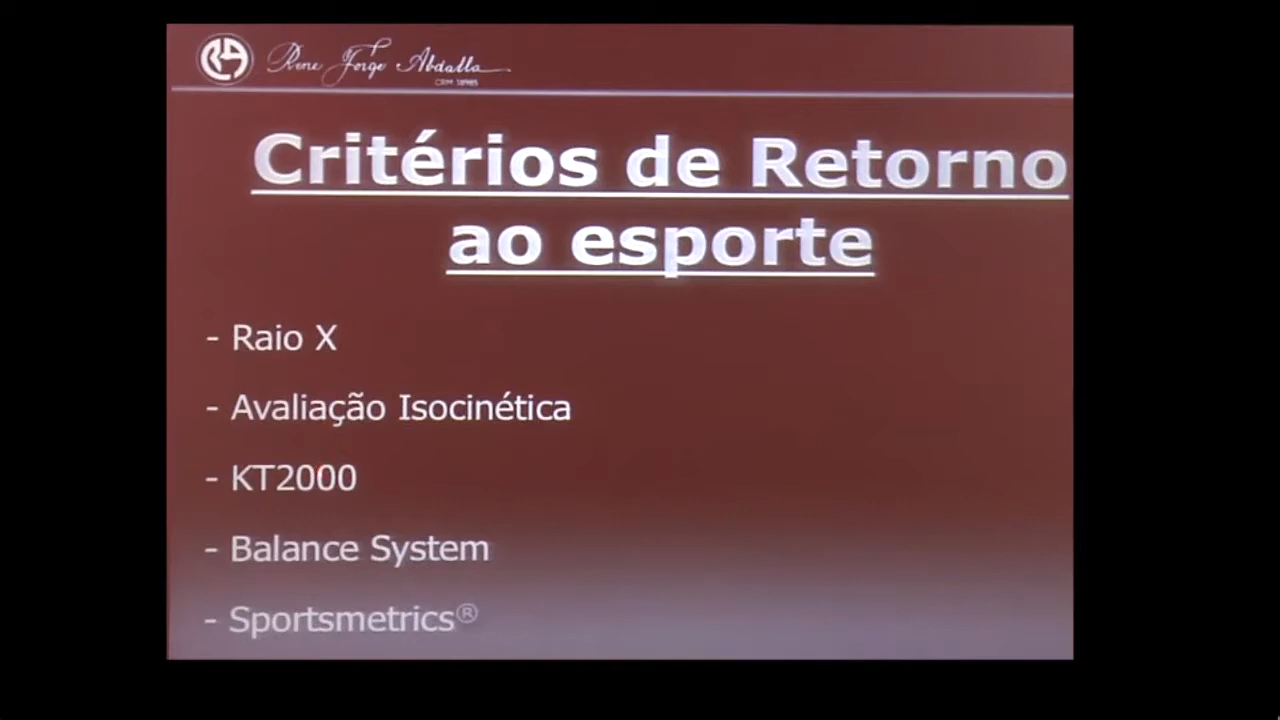 Rene Jorge Abdalla
Critérios de Retorno
ao esporte
- Raio X
- Avaliação Isocinética
- KT2000
- Balance System
- Sportsmetrics®